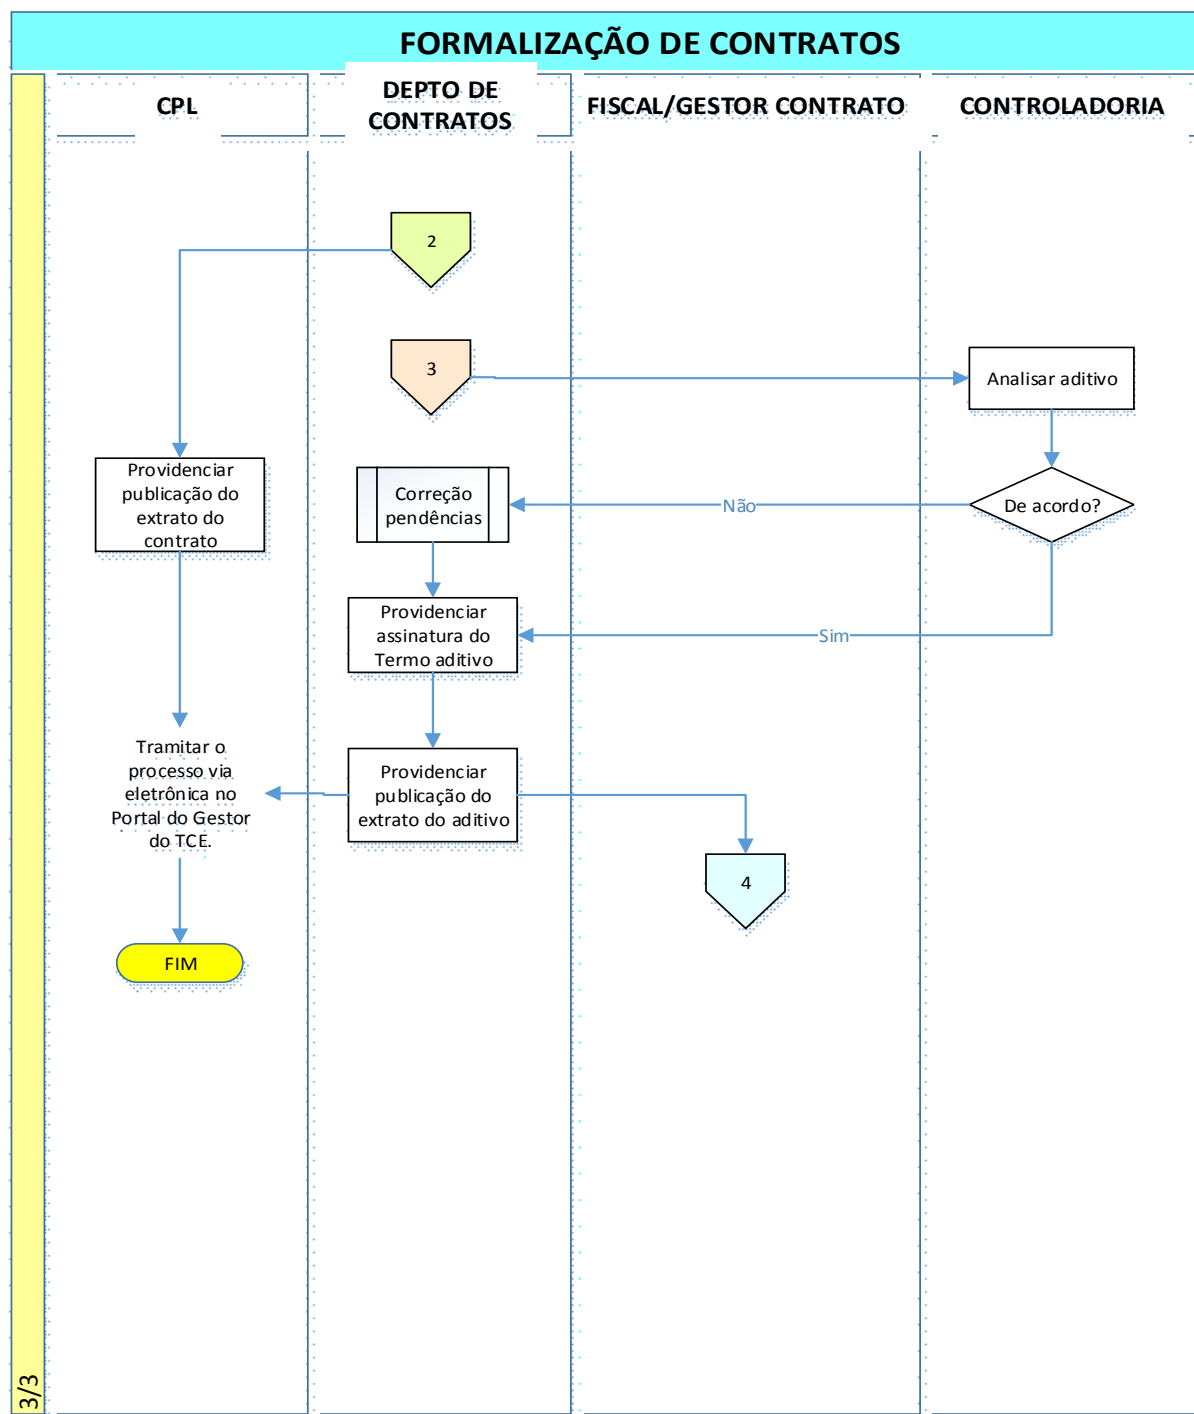 FORMALIZAÇÃO DE CONTRATOS
CPL
DEPTO DE
CONTRATOS
FISCAL/GESTOR CONTRATO
CONTROLADORIA
2
3
Analisar aditivo
Providenciar
publicação do
extrato do
contrato
Correção
pendências
Não
De acordo?
Providenciar
assinatura do
Termo aditivo
Sim
Tramitar o
processo via
eletrônica no
Portal do Gestor
do TCE.
Providenciar
publicação do
extrato do aditivo
4
FIM
3/3